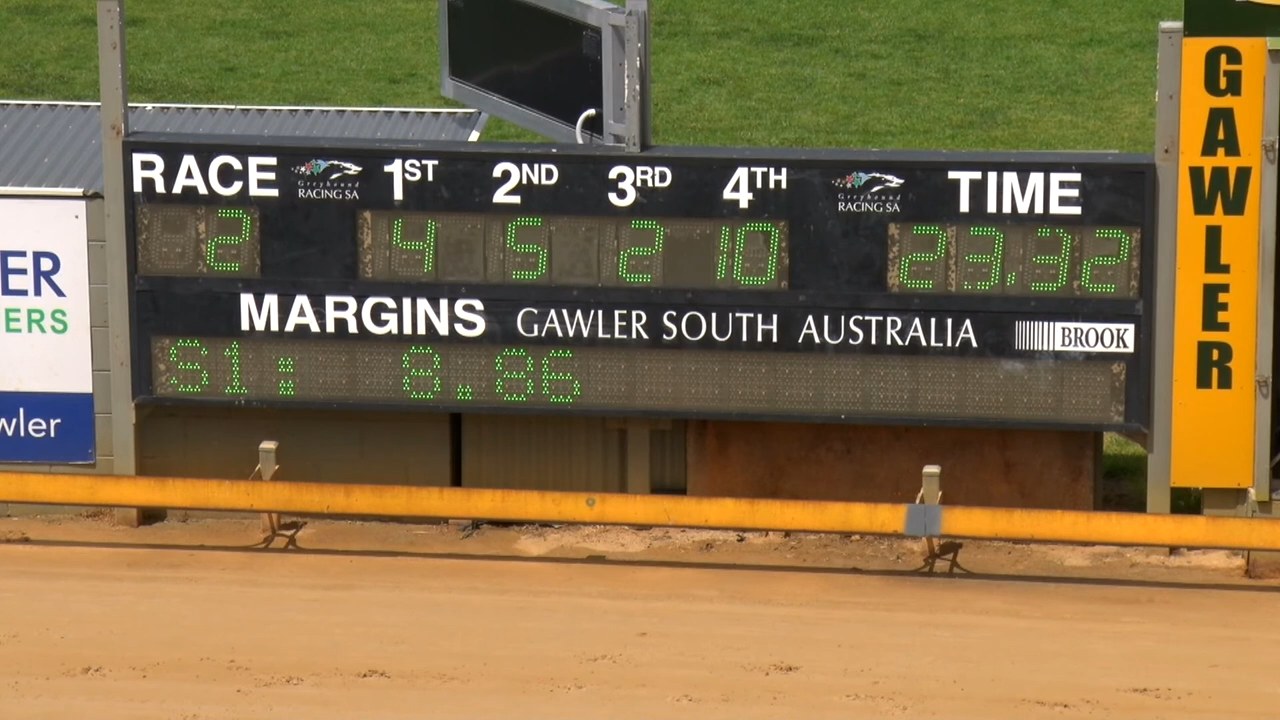 RACE 1ST 2ND 3RD 4TH TIME
Greyhound RACING SA
Greyhound RACING SA
2 4 5 2 10 23.32
MARGINS GAWLER SOUTH AUSTRALIA BROOK
S1: 8.86
GAWLER
ER
ERS
wler